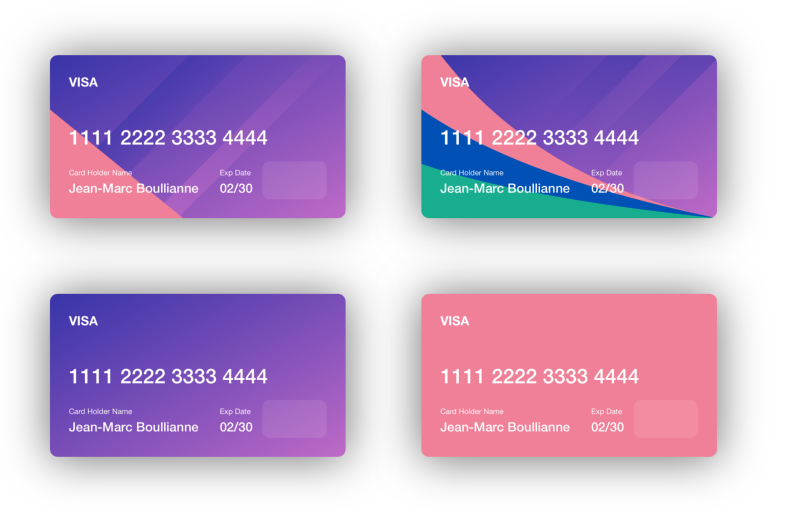 VISA
1111 2222 3333 4444
Card Holder Name Exp Date
Jean-Marc Boullianne 02/30
VISA
1111 2222 3333 4444
Card Holder Name Exp Date
Jean-Marc Boullianne 02/30
VISA
1111 2222 3333 4444
Card Holder Name Exp Date
Jean-Marc Boullianne 02/30
VISA
1111 2222 3333 4444
Card Holder Name Exp Date
Jean-Marc Boullianne 02/30